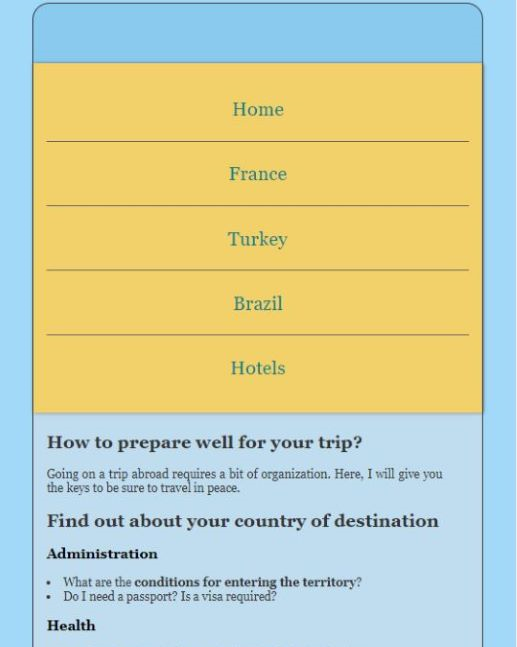 Home
France
Turkey
Brazil
Hotels
How to prepare well for your trip?
Going on a trip abroad requires a bit of organization. Here, I will give you
the keys to be sure to travel in peace.
Find out about your country of destination
Administration
• What are the conditions for entering the territory?
• Do I need a passport? Is a visa required?
Health